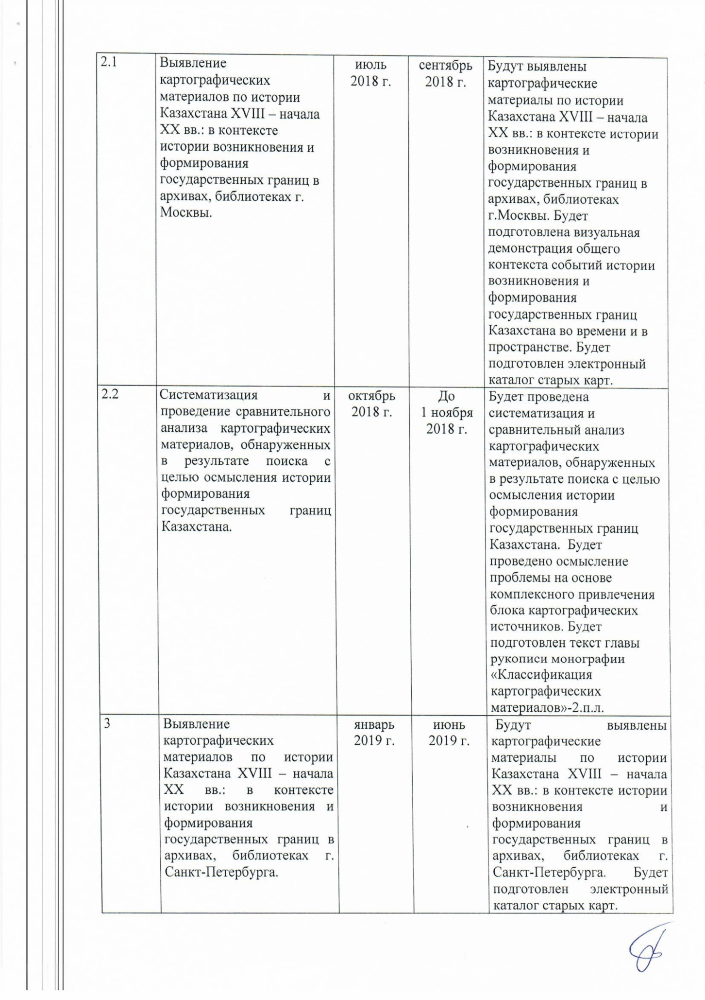 2.1
Выявление
картографических
материалов по истории
Казахстана XVIII – начала
XX вв.: в контексте
истории возникновения и
формирования
государственных границ в
архивах, библиотеках г.
Москвы.
июль
2018 г.
сентябрь
2018 г.
Будут выявлены
картографические
материалы по истории
Казахстана XVIII – начала
XX вв.: в контексте истории
возникновения и
формирования
государственных границ в
архивах, библиотеках
г.Москвы. Будет
подготовлена визуальная
демонстрация общего
контекста событий истории
возникновения и
формирования
государственных границ
Казахстана во времени и в
пространстве. Будет
подготовлен электронный
каталог старых карт.
2.2
Систематизация и
проведение сравнительного
анализа картографических
материалов, обнаруженных
в результате поиска с
целью осмысления истории
формирования
государственных границ
Казахстана.
октябрь
2018 г.
До
1 ноября
2018 г.
Будет проведена
систематизация и
сравнительный анализ
картографических
материалов, обнаруженных
в результате поиска с целью
осмысления истории
формирования
государственных границ
Казахстана. Будет
проведено осмысление
проблемы на основе
комплексного привлечения
блока картографических
источников. Будет
подготовлен текст главы
рукописи монографии
«Классификация
картографических
материалов»-2.п.л.
3
Выявление
картографических
материалов по истории
Казахстана XVIII – начала
XX вв.: в контексте
истории возникновения и
формирования
государственных границ в
архивах, библиотеках г.
Санкт-Петербурга.
январь
2019 г.
июнь
2019 г.
Будут выявлены
картографические
материалы по истории
Казахстана XVIII – начала
XX вв.: в контексте истории
возникновения и
формирования
государственных границ в
архивах, библиотеках г.
Санкт-Петербурга. Будет
подготовлен электронный
каталог старых карт.